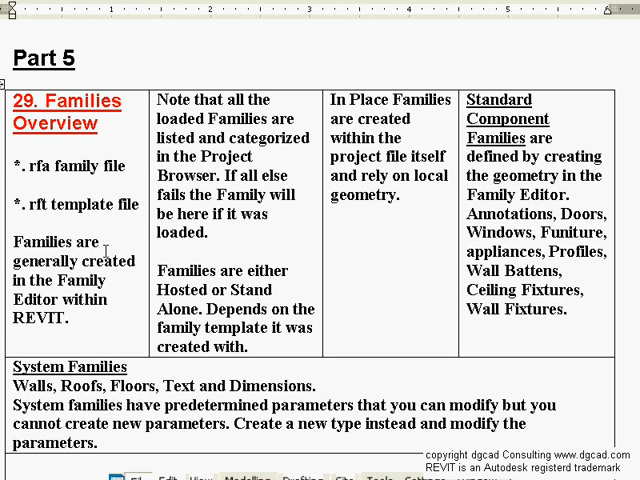 Part 5
29. Families
Overview
*. rfa family file
*. rft template file
Families are
generally created
in the Family
Editor within
REVIT.
Note that all the
loaded Families are
listed and categorized
in the Project
Browser. If all else
fails the Family will
be here if it was
loaded.
Families are either
Hosted or Stand
Alone. Depends on the
family template it was
created with.
In Place Families
are created
within the
project file itself
and rely on local
geometry.
Standard
Component
Families are
defined by creating
the geometry in the
Family Editor.
Annotations, Doors,
Windows, Funiture,
appliances, Profiles,
Wall Battens,
Ceiling Fixtures,
Wall Fixtures.
System Families
Walls, Roofs, Floors, Text and Dimensions.
System families have predetermined parameters that you can modify but you
cannot create new parameters. Create a new type instead and modify the
parameters.
copyright dgcad Consulting www.dgcad.com
REVIT is an Autodesk registerd trademark